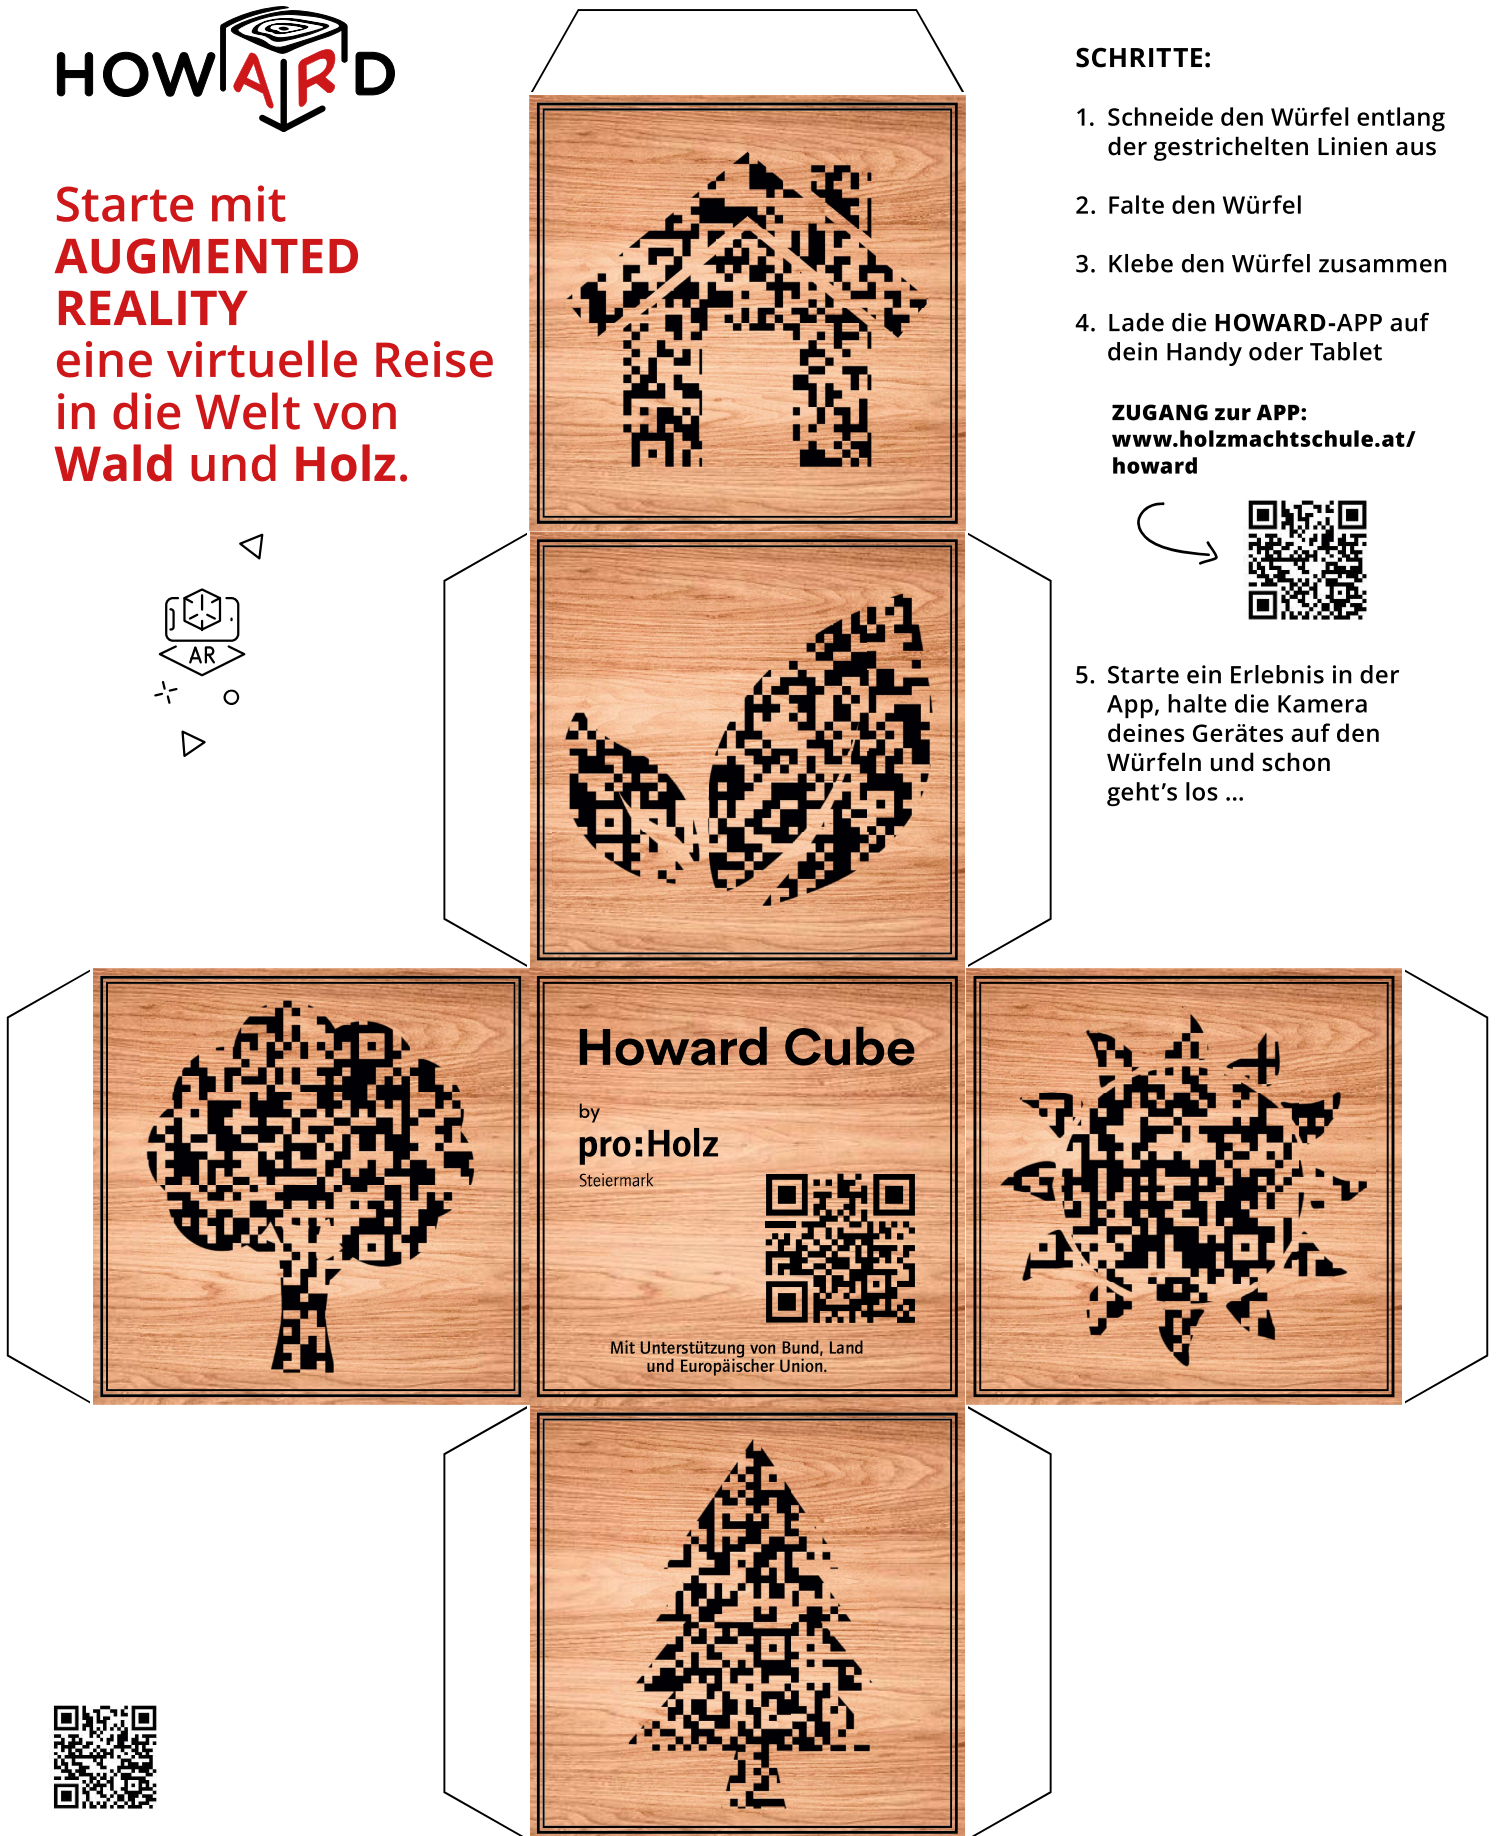 HOWARD
Starte mit
AUGMENTED
REALITY
eine virtuelle Reise
in die Welt von
Wald und Holz.
AR
SCHRITTE:
1. Schneide den Würfel entlang
der gestrichelten Linien aus
2. Falte den Würfel
3. Klebe den Würfel zusammen
4. Lade die HOWARD-APP auf
dein Handy oder Tablet
ZUGANG zur APP:
www.holzmachtschule.at/
howard
5. Starte ein Erlebnis in der
App, halte die Kamera
deines Gerätes auf den
Würfeln und schon
geht's los ...
Howard Cube
by
pro:Holz
Steiermark
Mit Unterstützung von Bund, Land
und Europäischer Union.